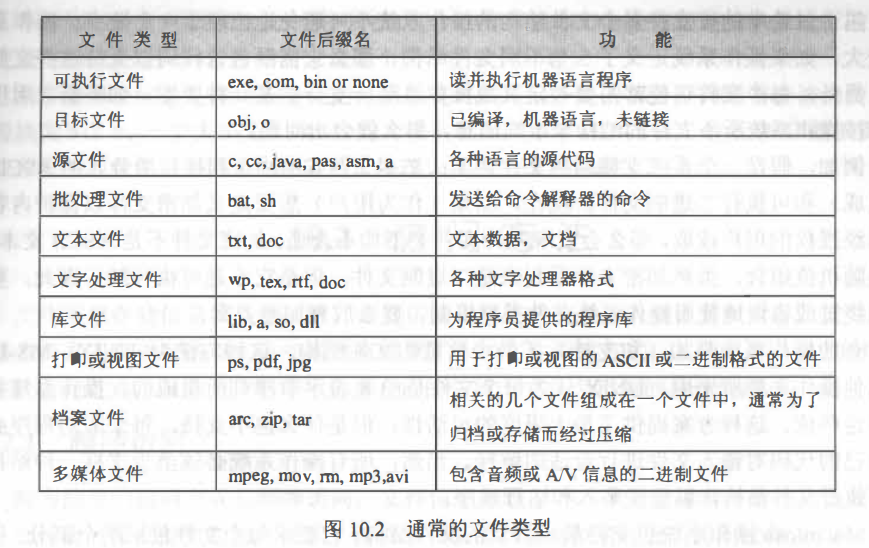 文件类型 文件后缀名 功能
可执行文件 exe, com, bin or none 读并执行机器语言程序
目标文件 obj, o 已编译，机器语言，未链接
源文件 c, cc, java, pas, asm, a 各种语言的源代码
批处理文件 bat, sh 发送给命令解释器的命令
文本文件 txt, doc 文本数据，文档
文字处理文件 wp, tex, rtf, doc 各种文字处理器格式
库文件 lib, a, so, dll 为程序员提供的程序库
打印或视图文件 ps, pdf, jpg 用于打印或视图的 ASCII 或二进制格式的文件
档案文件 arc, zip, tar 相关的几个文件组成在一个文件中，通常为了
归档或存储而经过压缩
多媒体文件 mpeg, mov, rm, mp3,avi 包含音频或 A/V 信息的二进制文件
图 10.2 通常的文件类型